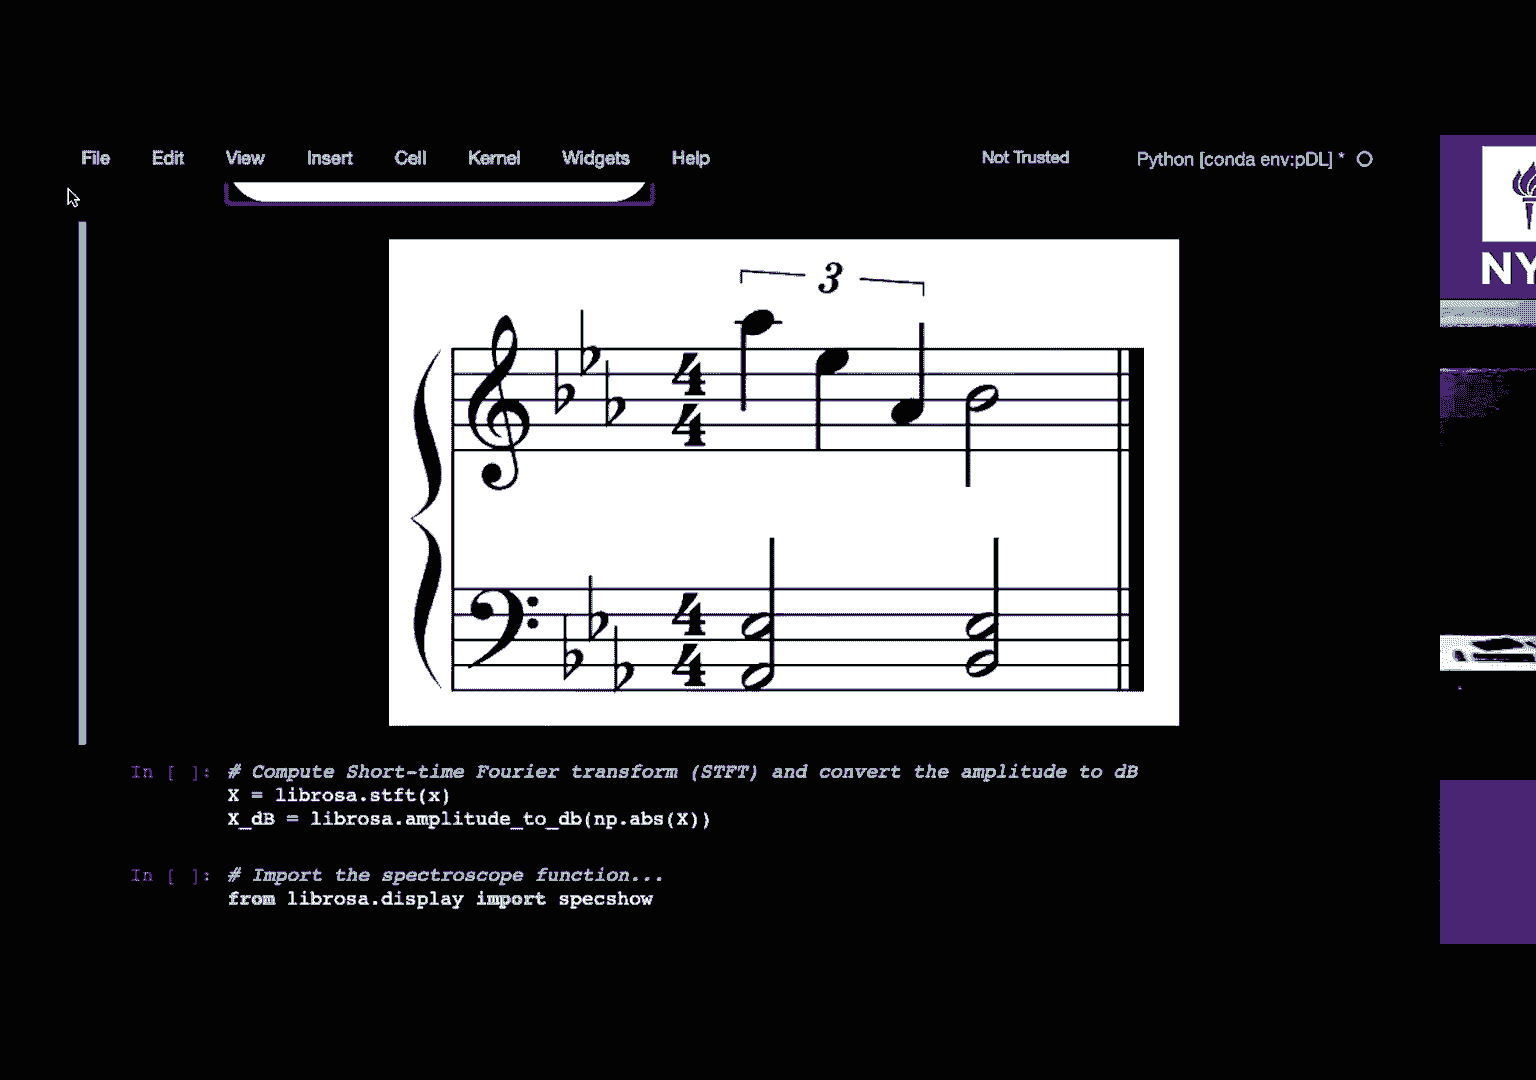 File Edit View Insert Cell Kernel Widgets Help Not Trusted Python [conda env:pDL] *
NY
3
4
4
4
4
In [ ]: # Compute Short-time Fourier transform (STFT) and convert the amplitude to dB
X = librosa.stft(x)
X_dB = librosa.amplitude_to_db(np.abs(X))
In [ ]: # Import the spectroscope function...
from librosa.display import specshow